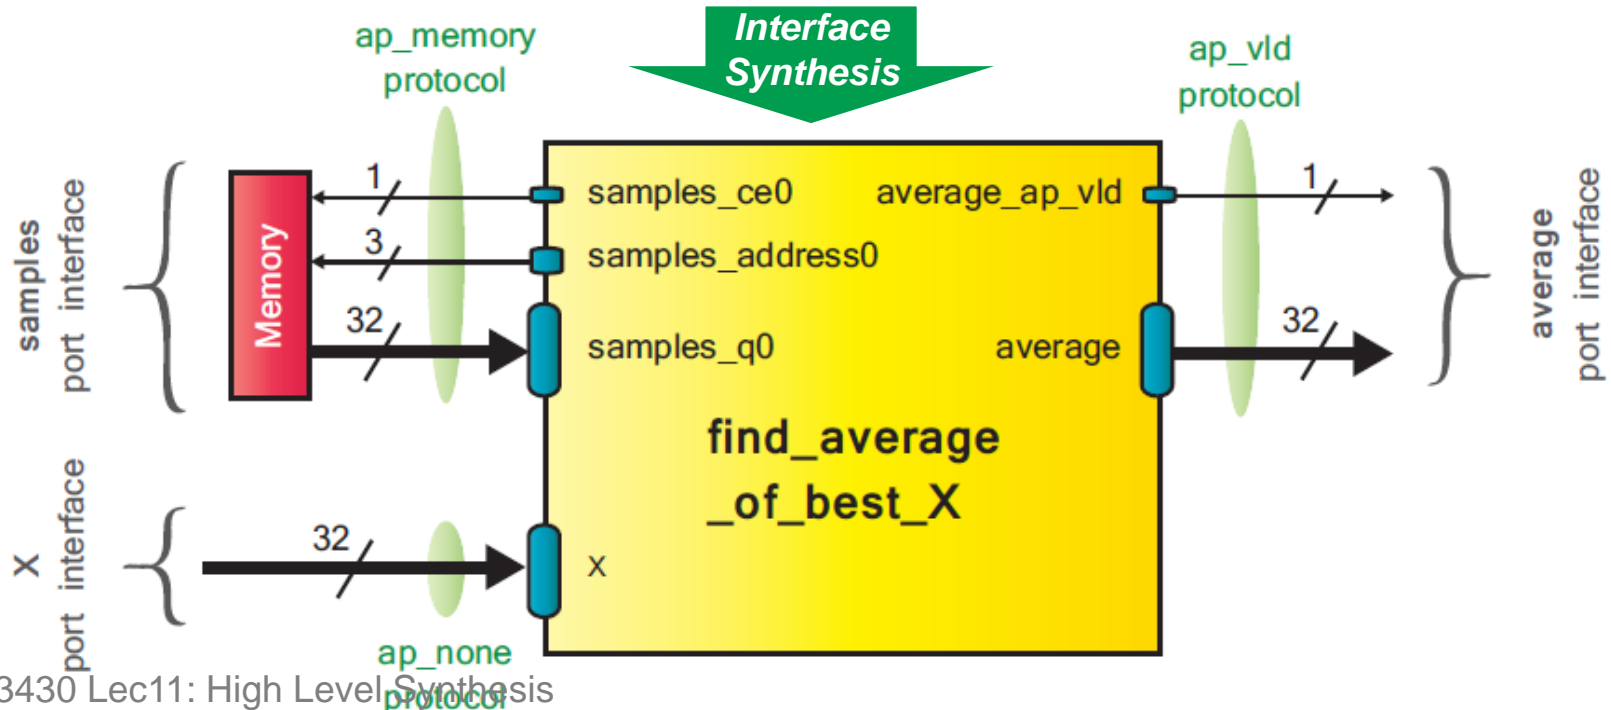 Interface
Synthesis
ap_memory
protocol
ap_vld
protocol
samples
port interface
Memory
1
3
32
samples_ce0
samples_address0
samples_q0
average_ap_vld
average
1
32
average
port interface
find_average
_of_best_X
X
port interface
32
X
ap_none
protocol
3430 Lec11: High Level Synthesis